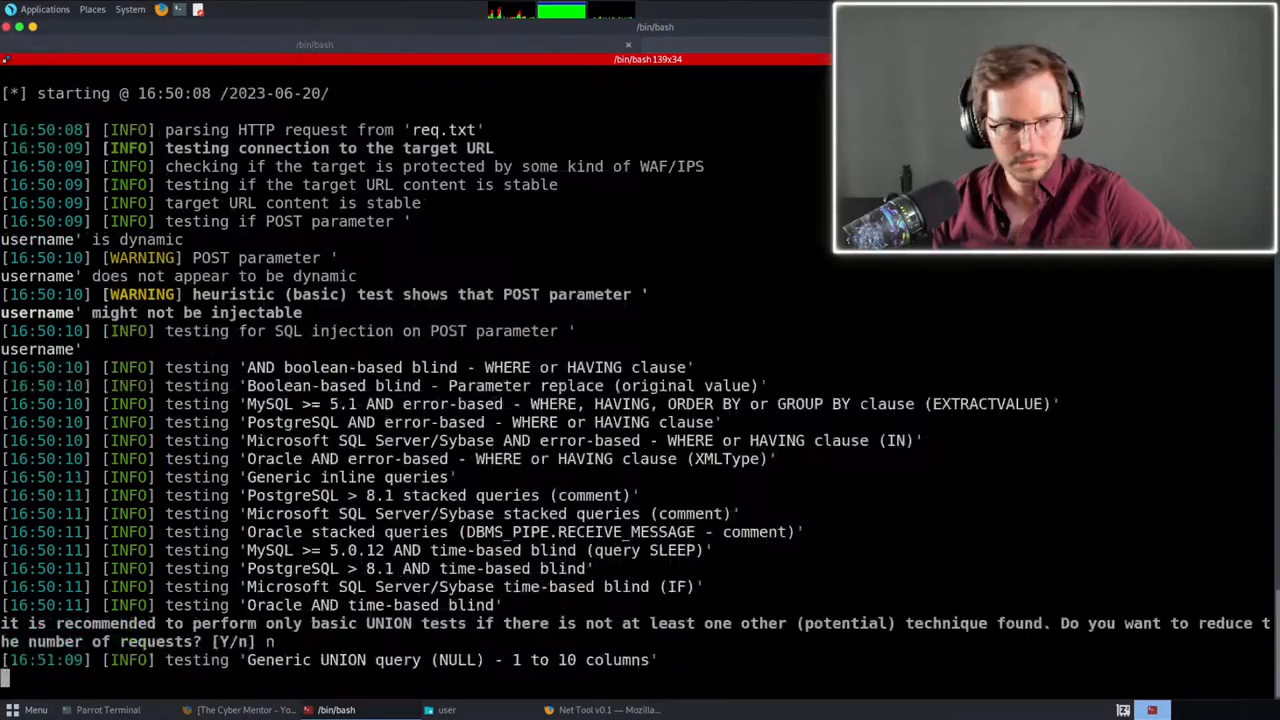 Applications Places System
/bin/bash
/bin/bash
/bin/bash 139x34
[*] starting @ 16:50:08 /2023-06-20/
[16:50:08] [INFO] parsing HTTP request from 'req.txt'
[16:50:09] [INFO] testing connection to the target URL
[16:50:09] [INFO] checking if the target is protected by some kind of WAF/IPS
[16:50:09] [INFO] testing if the target URL content is stable
[16:50:09] [INFO] target URL content is stable
[16:50:09] [INFO] testing if POST parameter '
username' is dynamic
[16:50:10] [WARNING] POST parameter '
username' does not appear to be dynamic
[16:50:10] [WARNING] heuristic (basic) test shows that POST parameter '
username' might not be injectable
[16:50:10] [INFO] testing for SQL injection on POST parameter '
username'
[16:50:10] [INFO] testing 'AND boolean-based blind - WHERE or HAVING clause'
[16:50:10] [INFO] testing 'Boolean-based blind - Parameter replace (original value)'
[16:50:10] [INFO] testing 'MySQL >= 5.1 AND error-based - WHERE, HAVING, ORDER BY or GROUP BY clause (EXTRACTVALUE)'
[16:50:10] [INFO] testing 'PostgreSQL AND error-based - WHERE or HAVING clause'
[16:50:10] [INFO] testing 'Microsoft SQL Server/Sybase AND error-based - WHERE or HAVING clause (IN)'
[16:50:10] [INFO] testing 'Oracle AND error-based - WHERE or HAVING clause (XMLType)'
[16:50:11] [INFO] testing 'Generic inline queries'
[16:50:11] [INFO] testing 'PostgreSQL > 8.1 stacked queries (comment)'
[16:50:11] [INFO] testing 'Microsoft SQL Server/Sybase stacked queries (comment)'
[16:50:11] [INFO] testing 'Oracle stacked queries (DBMS_PIPE.RECEIVE_MESSAGE - comment)'
[16:50:11] [INFO] testing 'MySQL >= 5.0.12 AND time-based blind (query SLEEP)'
[16:50:11] [INFO] testing 'PostgreSQL > 8.1 AND time-based blind'
[16:50:11] [INFO] testing 'Microsoft SQL Server/Sybase time-based blind (IF)'
[16:50:11] [INFO] testing 'Oracle AND time-based blind'
it is recommended to perform only basic UNION tests if there is not at least one other (potential) technique found. Do you want to reduce t
he number of requests? [Y/n] n
[16:51:09] [INFO] testing 'Generic UNION query (NULL) - 1 to 10 columns'
Menu Parrot Terminal [The Cyber Mentor - Yo... /bin/bash user Net Tool v0.1 — Mozilla...